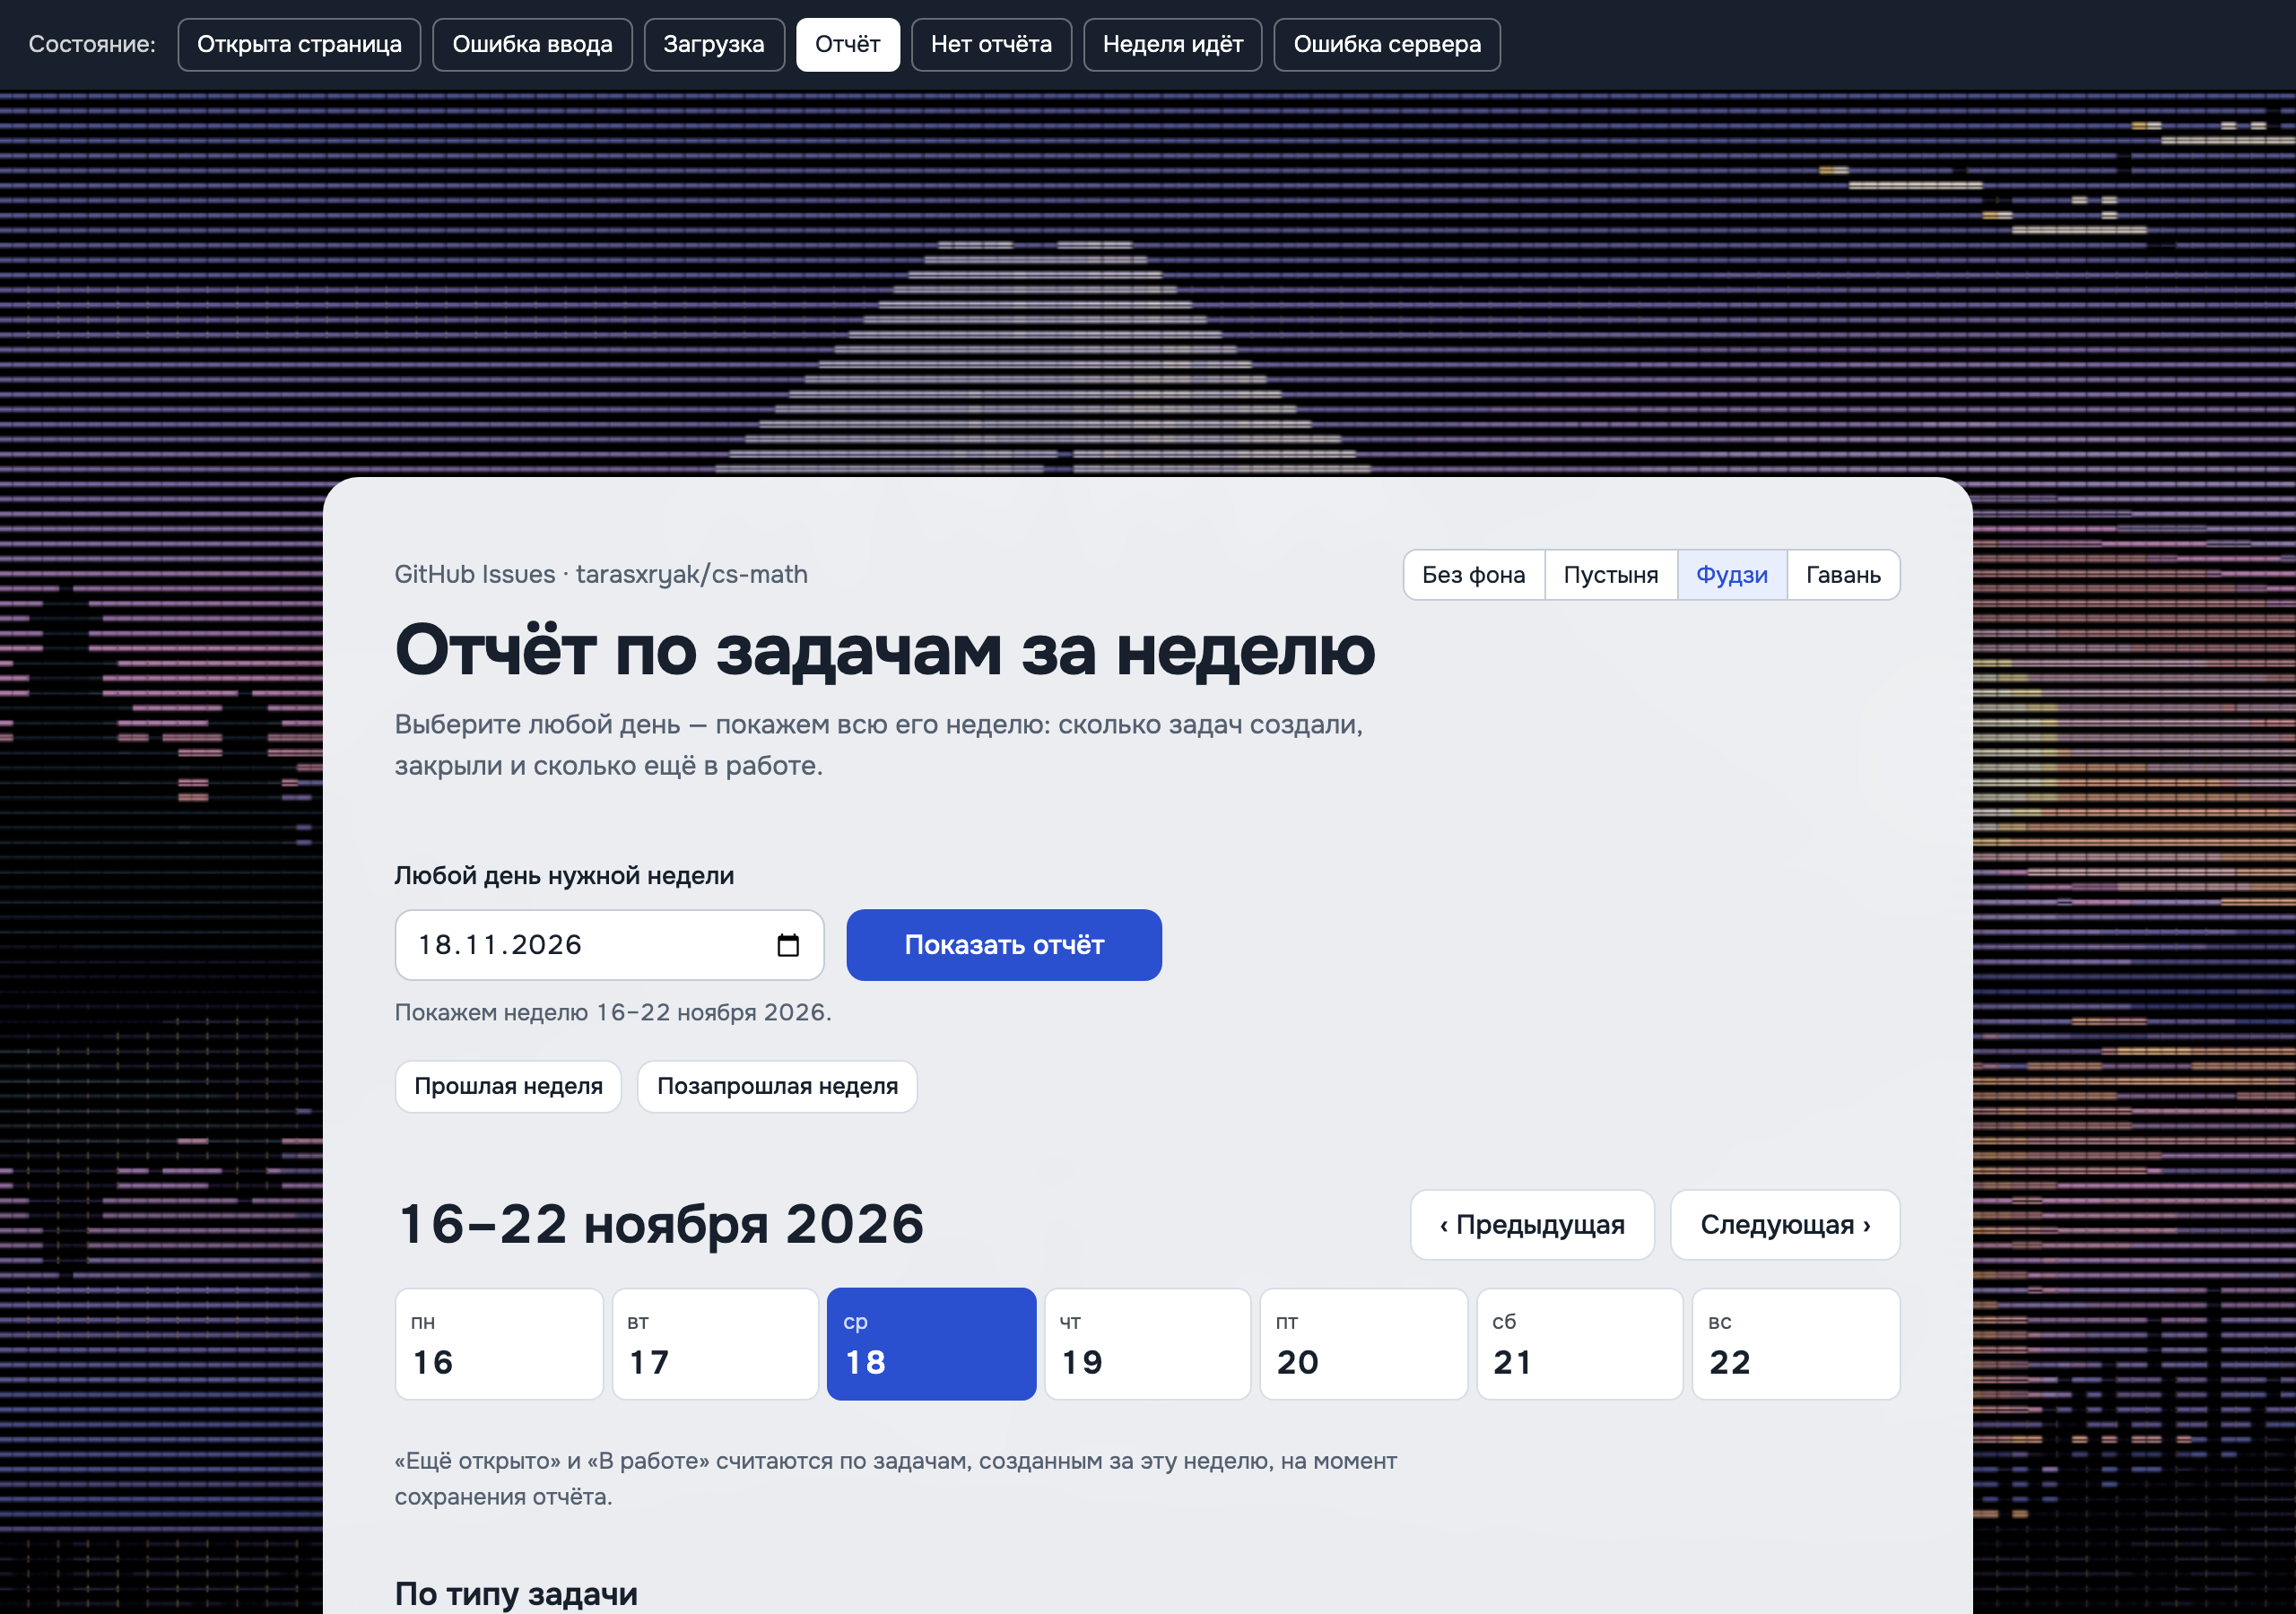 Состояние: Открыта страница Ошибка ввода Загрузка Отчёт Нет отчёта Неделя идёт Ошибка сервера
GitHub Issues · tarasxryak/cs-math Без фона Пустыня Фудзи Гавань
Отчёт по задачам за неделю
Выберите любой день — покажем всю его неделю: сколько задач создали,
закрыли и сколько ещё в работе.
Любой день нужной недели
18.11.2026 Показать отчёт
Покажем неделю 16–22 ноября 2026.
Прошлая неделя Позапрошлая неделя
16–22 ноября 2026 ‹ Предыдущая Следующая ›
пн вт ср чт пт сб вс
16 17 18 19 20 21 22
«Ещё открыто» и «В работе» считаются по задачам, созданным за эту неделю, на момент
сохранения отчёта.
По типу задачи